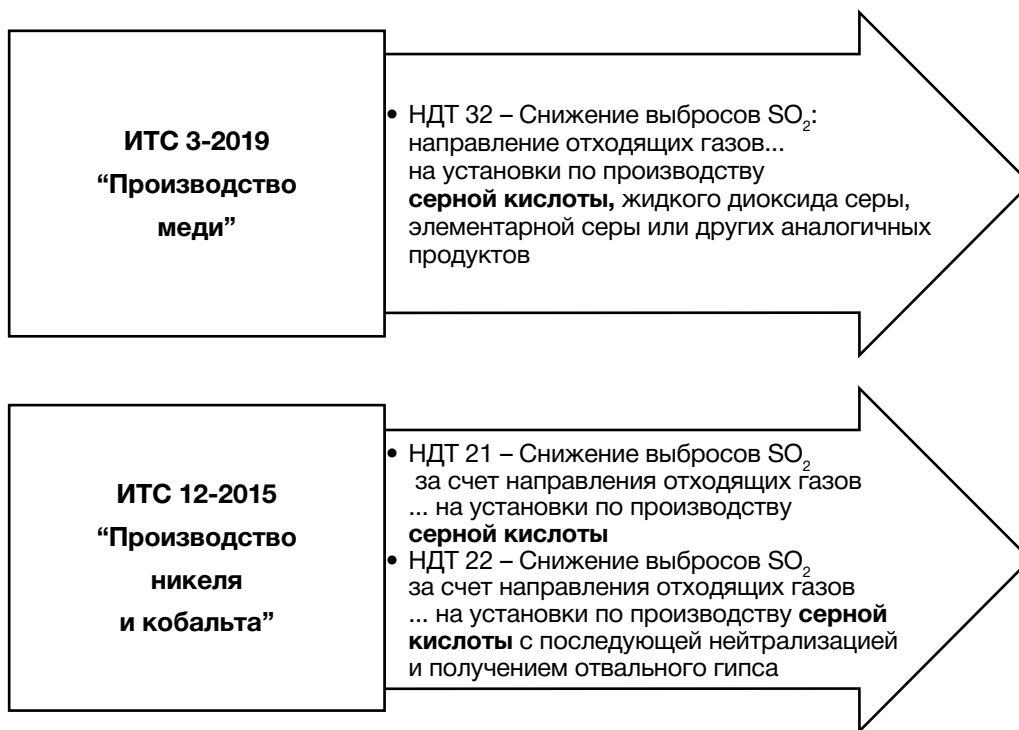 ИТС 3-2019
“Производство
меди”
• НДТ 32 – Снижение выбросов SO₂:
направление отходящих газов...
на установки по производству
серной кислоты, жидкого диоксида серы,
элементарной серы или других аналогичных
продуктов
ИТС 12-2015
“Производство
никеля
и кобальта”
• НДТ 21 – Снижение выбросов SO₂
за счет направления отходящих газов
... на установки по производству
серной кислоты
• НДТ 22 – Снижение выбросов SO₂
за счет направления отходящих газов
... на установки по производству серной
кислоты с последующей нейтрализацией
и получением отвального гипса